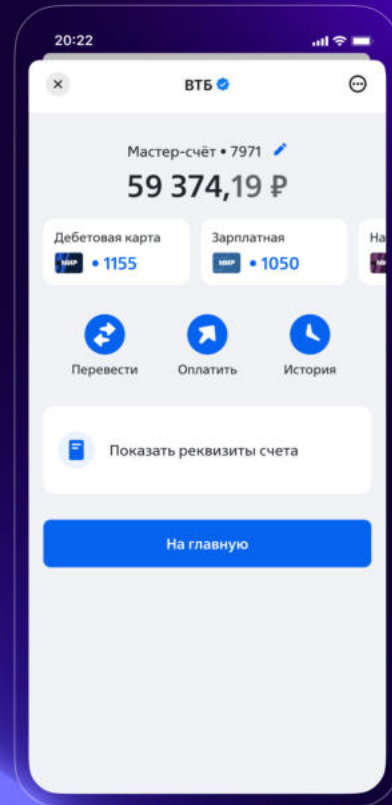 20:22
ВТБ
Мастер-счёт • 7971
59 374,19 ₽
Дебетовая карта
МИР • 1155
Зарплатная
МИР • 1050
На
Перевести
Оплатить
История
Показать реквизиты счета
На главную